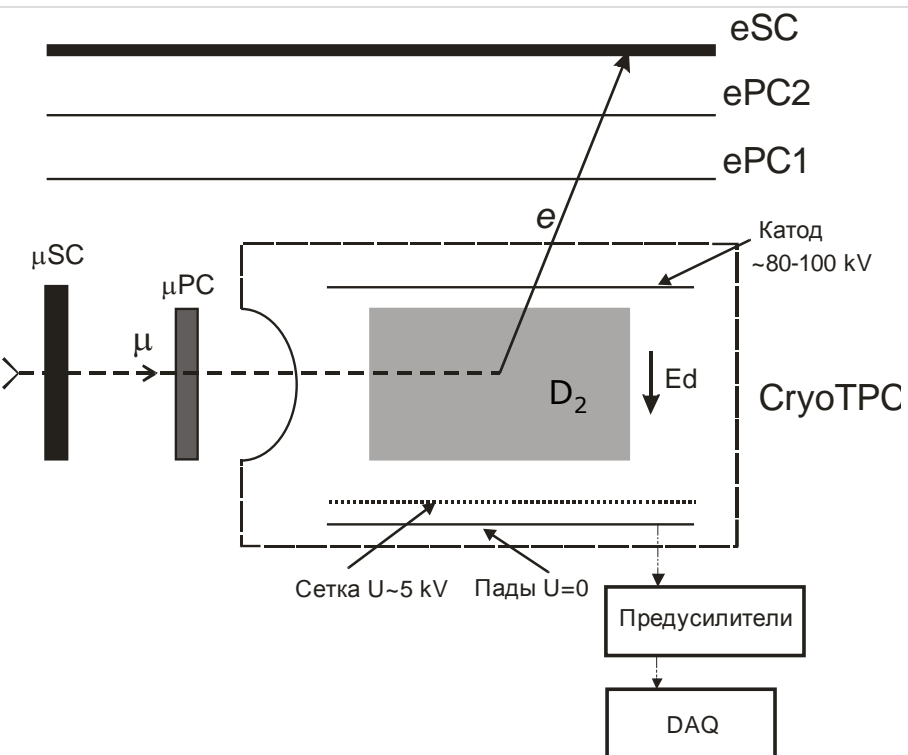 eSC
ePC2
ePC1
e
Катод
~80-100 kV
μSC
μPC
μ
D2
Ed
CryoTPC
Сетка U~5 kV
Пады U=0
Предусилители
DAQ